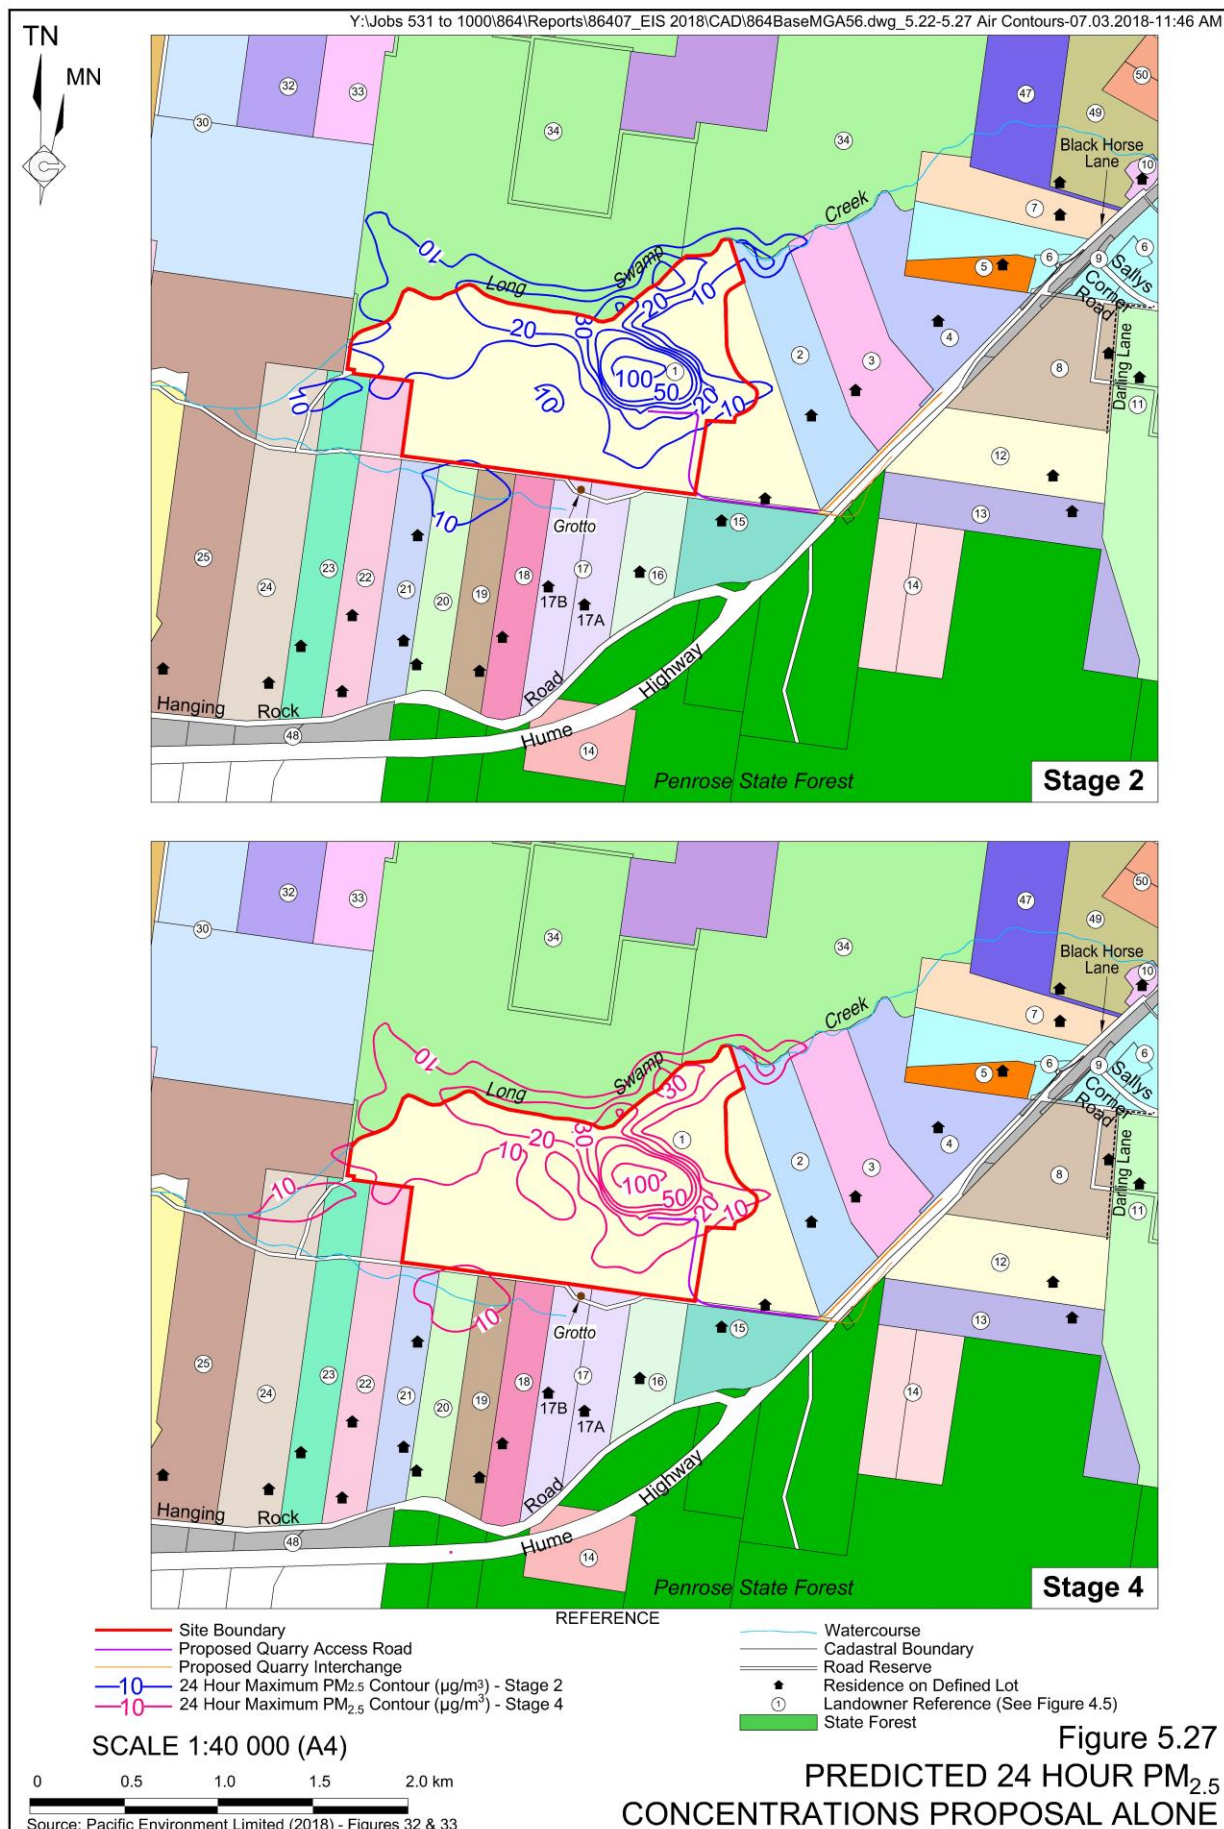 Y:\Jobs 531 to 1000\864\Reports\86407_EIS 2018\CAD\864BaseMGA56.dwg_5.22-5.27 Air Contours-07.03.2018-11:46 AM
TN
MN
30
32
33
34
34
47
49
50
Black Horse
Lane
10
7
6
6
9
5
Sallys
Corner
Road
Darling Lane
Creek
Swamp
Long
10
20
30
20
10
100
50
20
10
10
10
10
1
2
3
4
8
11
12
13
14
15
16
17
17B
17A
18
19
20
21
22
23
24
25
Grotto
Hanging
Rock
Road
Hume
Highway
48
14
Penrose State Forest
Stage 2
30
32
33
34
34
47
49
50
Black Horse
Lane
10
7
6
6
9
5
Sallys
Corner
Road
Darling Lane
Creek
Swamp
Long
10
30
20
30
10
100
50
20
10
10
10
1
2
3
4
8
11
12
13
14
15
16
17
17B
17A
18
19
20
21
22
23
24
25
Grotto
Hanging
Rock
Road
Hume
Highway
48
14
Penrose State Forest
Stage 4
REFERENCE
Site Boundary
Proposed Quarry Access Road
Proposed Quarry Interchange
10 24 Hour Maximum PM2.5 Contour (µg/m³) - Stage 2
10 24 Hour Maximum PM2.5 Contour (µg/m³) - Stage 4
Watercourse
Cadastral Boundary
Road Reserve
Residence on Defined Lot
1 Landowner Reference (See Figure 4.5)
State Forest
SCALE 1:40 000 (A4)
0 0.5 1.0 1.5 2.0 km
Source: Pacific Environment Limited (2018) - Figures 32 & 33
Figure 5.27
PREDICTED 24 HOUR PM2.5
CONCENTRATIONS PROPOSAL ALONE